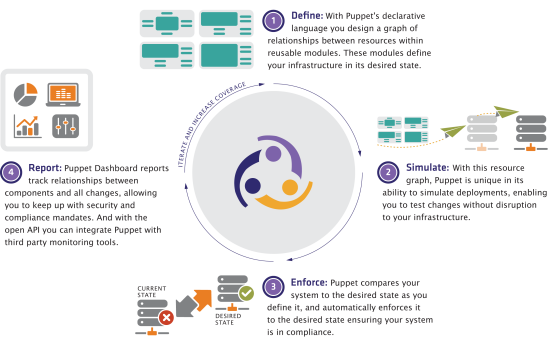 1 Define: With Puppet's declarative
language you design a graph of
relationships between resources within
reusable modules. These modules define
your infrastructure in its desired state.
ITERATE AND INCREASE COVERAGE
2 Simulate: With this resource
graph, Puppet is unique in its
ability to simulate deployments, enabling
you to test changes without disruption
to your infrastructure.
3 Enforce: Puppet compares your
system to the desired state as you
define it, and automatically enforces it
to the desired state ensuring your system
is in compliance.
CURRENT
STATE
DESIRED
STATE
4 Report: Puppet Dashboard reports
track relationships between
components and all changes, allowing
you to keep up with security and
compliance mandates. And with the
open API you can integrate Puppet with
third party monitoring tools.